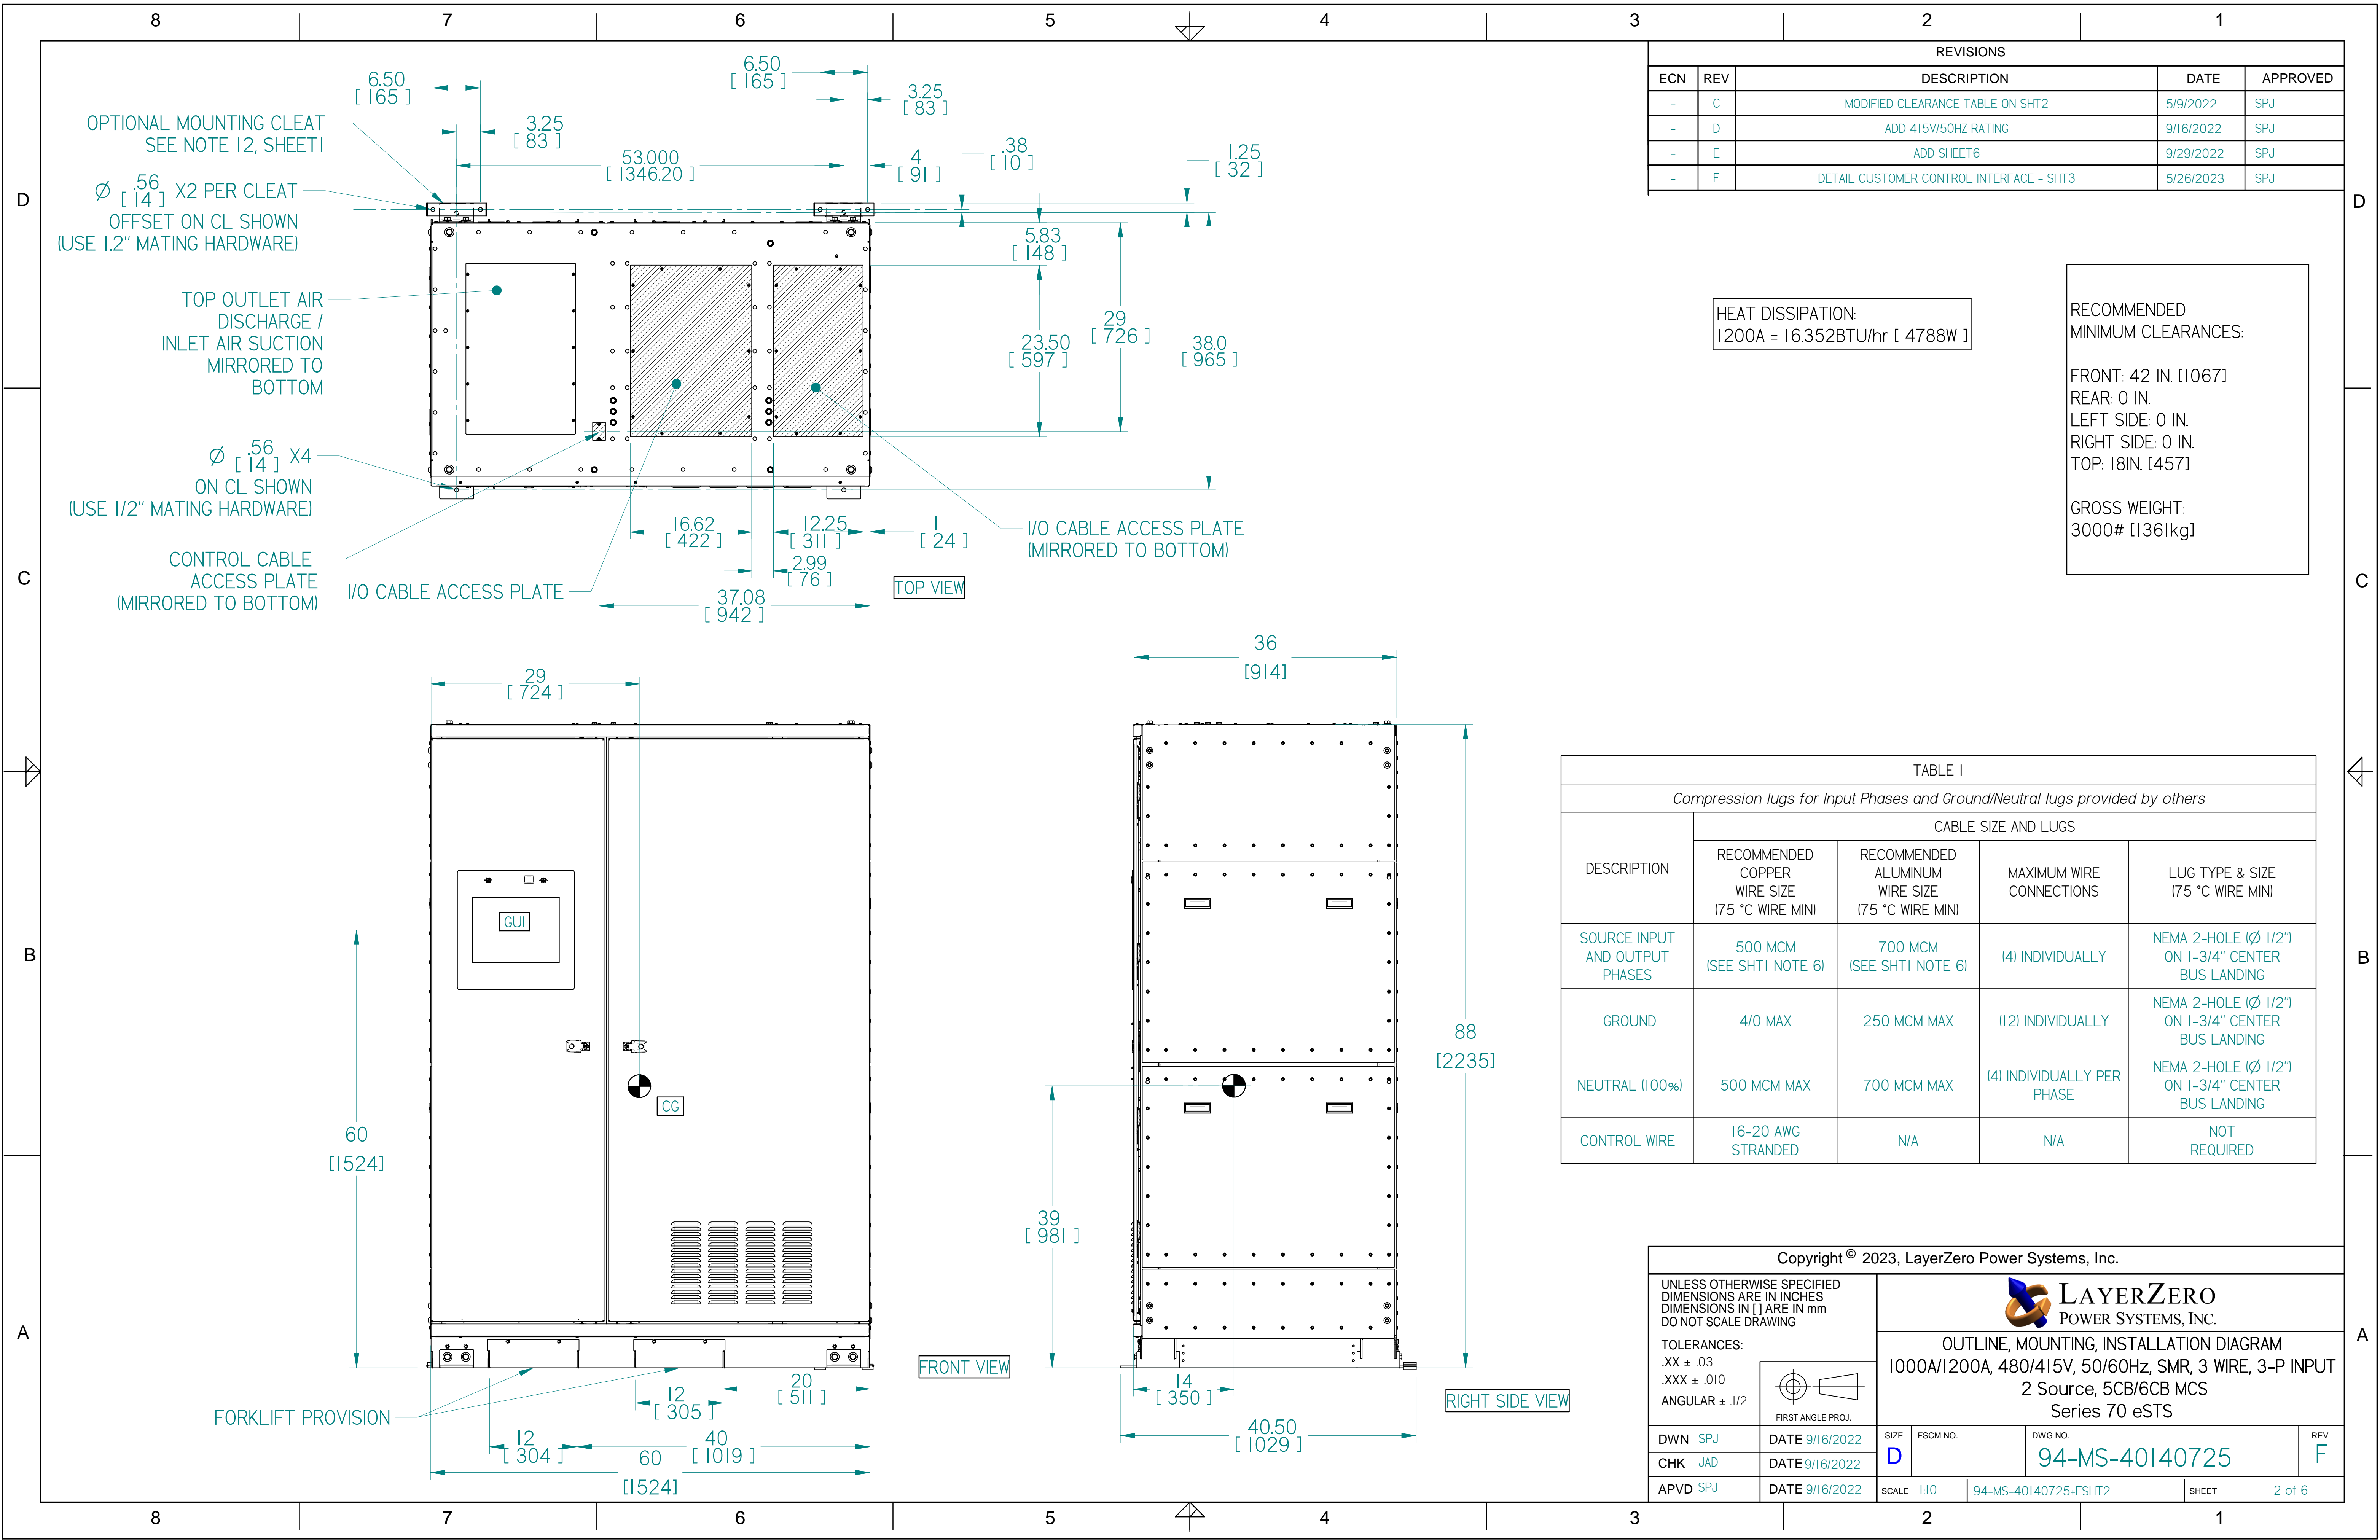 8 7 6 5 4 3 2 1
D
C
B
A
D
C
B
A
REVISIONS
ECN REV DESCRIPTION DATE APPROVED
- C MODIFIED CLEARANCE TABLE ON SHT2 5/9/2022 SPJ
- D ADD 415V/50HZ RATING 9/16/2022 SPJ
- E ADD SHEET6 9/29/2022 SPJ
- F DETAIL CUSTOMER CONTROL INTERFACE - SHT3 5/26/2023 SPJ
6.50
[ 165 ]
6.50
[ 165 ]
3.25
[ 83 ]
3.25
[ 83 ]
53.000
[ 1346.20 ]
4
[ 91 ]
.38
[ 10 ]
1.25
[ 32 ]
OPTIONAL MOUNTING CLEAT
SEE NOTE 12, SHEET1
Ø .56 [ 14 ] X2 PER CLEAT
OFFSET ON CL SHOWN
(USE 1.2" MATING HARDWARE)
TOP OUTLET AIR
DISCHARGE /
INLET AIR SUCTION
MIRRORED TO
BOTTOM
Ø .56 [ 14 ] X4
ON CL SHOWN
(USE 1/2" MATING HARDWARE)
CONTROL CABLE
ACCESS PLATE
(MIRRORED TO BOTTOM)
I/O CABLE ACCESS PLATE
5.83
[ 148 ]
23.50
[ 597 ]
29
[ 726 ]
38.0
[ 965 ]
16.62
[ 422 ]
12.25
[ 311 ]
1
[ 24 ]
2.99
[ 76 ]
37.08
[ 942 ]
I/O CABLE ACCESS PLATE
(MIRRORED TO BOTTOM)
TOP VIEW
HEAT DISSIPATION:
1200A = 16.352BTU/hr [ 4788W ]
RECOMMENDED
MINIMUM CLEARANCES:
FRONT: 42 IN. [1067]
REAR: 0 IN.
LEFT SIDE: 0 IN.
RIGHT SIDE: 0 IN.
TOP: 18IN. [457]
GROSS WEIGHT:
3000# [1361kg]
29
[ 724 ]
GUI
CG
60
[1524]
39
[ 981 ]
FORKLIFT PROVISION
12
[ 305 ]
20
[ 511 ]
12
[ 304 ]
40
[ 1019 ]
60
[1524]
FRONT VIEW
36
[914]
88
[2235]
14
[ 350 ]
40.50
[ 1029 ]
RIGHT SIDE VIEW
TABLE 1
Compression lugs for Input Phases and Ground/Neutral lugs provided by others
CABLE SIZE AND LUGS
DESCRIPTION
RECOMMENDED
COPPER
WIRE SIZE
(75 °C WIRE MIN)
RECOMMENDED
ALUMINUM
WIRE SIZE
(75 °C WIRE MIN)
MAXIMUM WIRE
CONNECTIONS
LUG TYPE & SIZE
(75 °C WIRE MIN)
SOURCE INPUT
AND OUTPUT
PHASES
500 MCM
(SEE SHT1 NOTE 6)
700 MCM
(SEE SHT1 NOTE 6)
(4) INDIVIDUALLY
NEMA 2-HOLE (Ø 1/2")
ON 1-3/4" CENTER
BUS LANDING
GROUND
4/0 MAX
250 MCM MAX
(12) INDIVIDUALLY
NEMA 2-HOLE (Ø 1/2")
ON 1-3/4" CENTER
BUS LANDING
NEUTRAL (100%)
500 MCM MAX
700 MCM MAX
(4) INDIVIDUALLY PER
PHASE
NEMA 2-HOLE (Ø 1/2")
ON 1-3/4" CENTER
BUS LANDING
CONTROL WIRE
16-20 AWG
STRANDED
N/A
N/A
NOT
REQUIRED
Copyright © 2023, LayerZero Power Systems, Inc.
UNLESS OTHERWISE SPECIFIED
DIMENSIONS ARE IN INCHES
DIMENSIONS IN [ ] ARE IN mm
DO NOT SCALE DRAWING
TOLERANCES:
.XX ± .03
.XXX ± .010
ANGULAR ± .1/2
FIRST ANGLE PROJ.
LAYERZERO
POWER SYSTEMS, INC.
OUTLINE, MOUNTING, INSTALLATION DIAGRAM
1000A/1200A, 480/415V, 50/60Hz, SMR, 3 WIRE, 3-P INPUT
2 Source, 5CB/6CB MCS
Series 70 eSTS
DWN SPJ DATE 9/16/2022
CHK JAD DATE 9/16/2022
APVD SPJ DATE 9/16/2022
SIZE
D
FSCM NO.
DWG NO.
94-MS-40140725
REV
F
SCALE 1:10
94-MS-40140725+FSHT2
SHEET 2 of 6
8 7 6 5 4 3 2 1